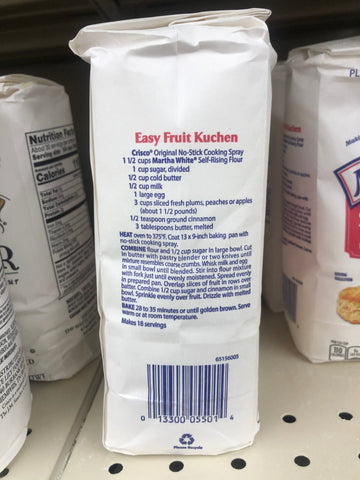 Easy Fruit Kuchen
Crisco® Original No-Stick Cooking Spray
1 1/2 cups Martha White® Self-Rising Flour
1 cup sugar, divided
1/2 cup cold butter
1/2 cup milk
1 large egg
3 cups sliced fresh plums, peaches or apples
(about 1 1/2 pounds)
1/2 teaspoon ground cinnamon
3 tablespoons butter, melted
HEAT oven to 375°F. Coat 13 x 9-inch baking pan with
no-stick cooking spray.
COMBINE flour and 1/2 cup sugar in large bowl. Cut
in butter with pastry blender or two knives until
mixture resembles coarse crumbs. Whisk milk and egg
in small bowl until blended. Stir into flour mixture
with fork just until evenly moistened. Spread evenly
in prepared pan. Overlap slices of fruit in rows over
batter. Combine 1/2 cup sugar and cinnamon in small
bowl. Sprinkle evenly over fruit. Drizzle with melted
butter.
BAKE 28 to 35 minutes or until golden brown. Serve
warm or at room temperature.
Makes 18 servings
65156005
0 13300 05501 4
Please Recycle
Nutrition
Calories